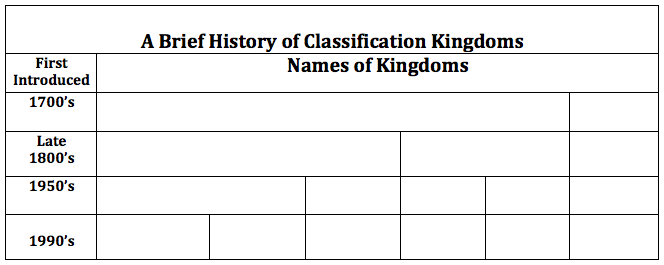 A Brief History of Classification Kingdoms
First
Introduced
Names of Kingdoms
1700's
Late
1800's
1950's
1990's